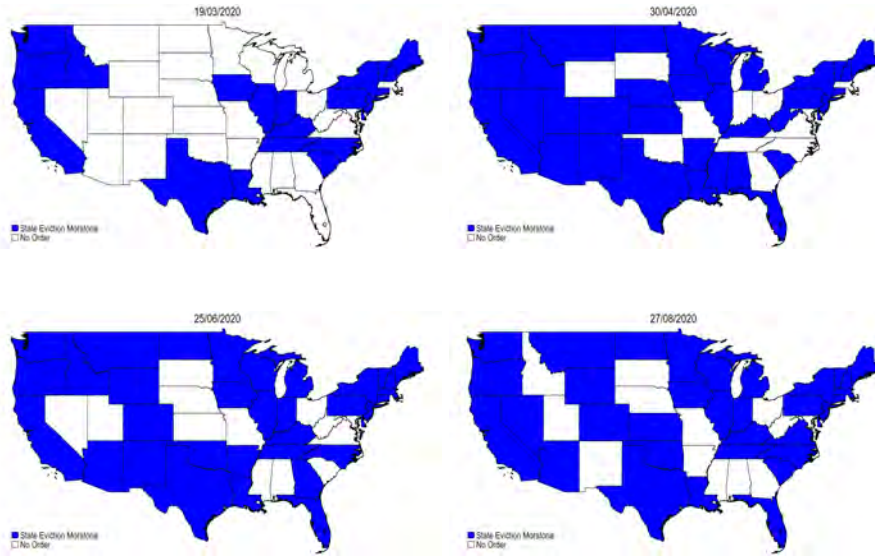 19/03/2020
30/04/2020
State Eviction Moratoria
No Order
State Eviction Moratoria
No Order
25/06/2020
27/08/2020
State Eviction Moratoria
No Order
State Eviction Moratoria
No Order